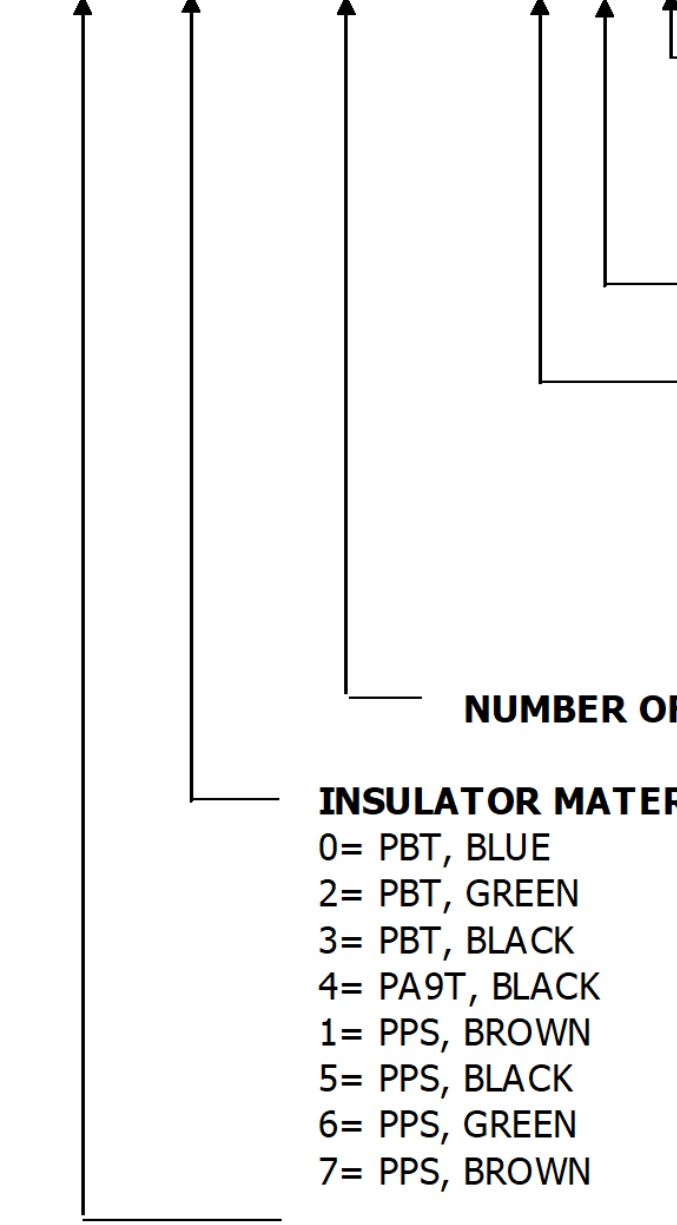 NUMBER OF
INSULATOR MATER
0= PBT, BLUE
2= PBT, GREEN
3= PBT, BLACK
4= PA9T, BLACK
1= PPS, BROWN
5= PPS, BLACK
6= PPS, GREEN
7= PPS, BROWN